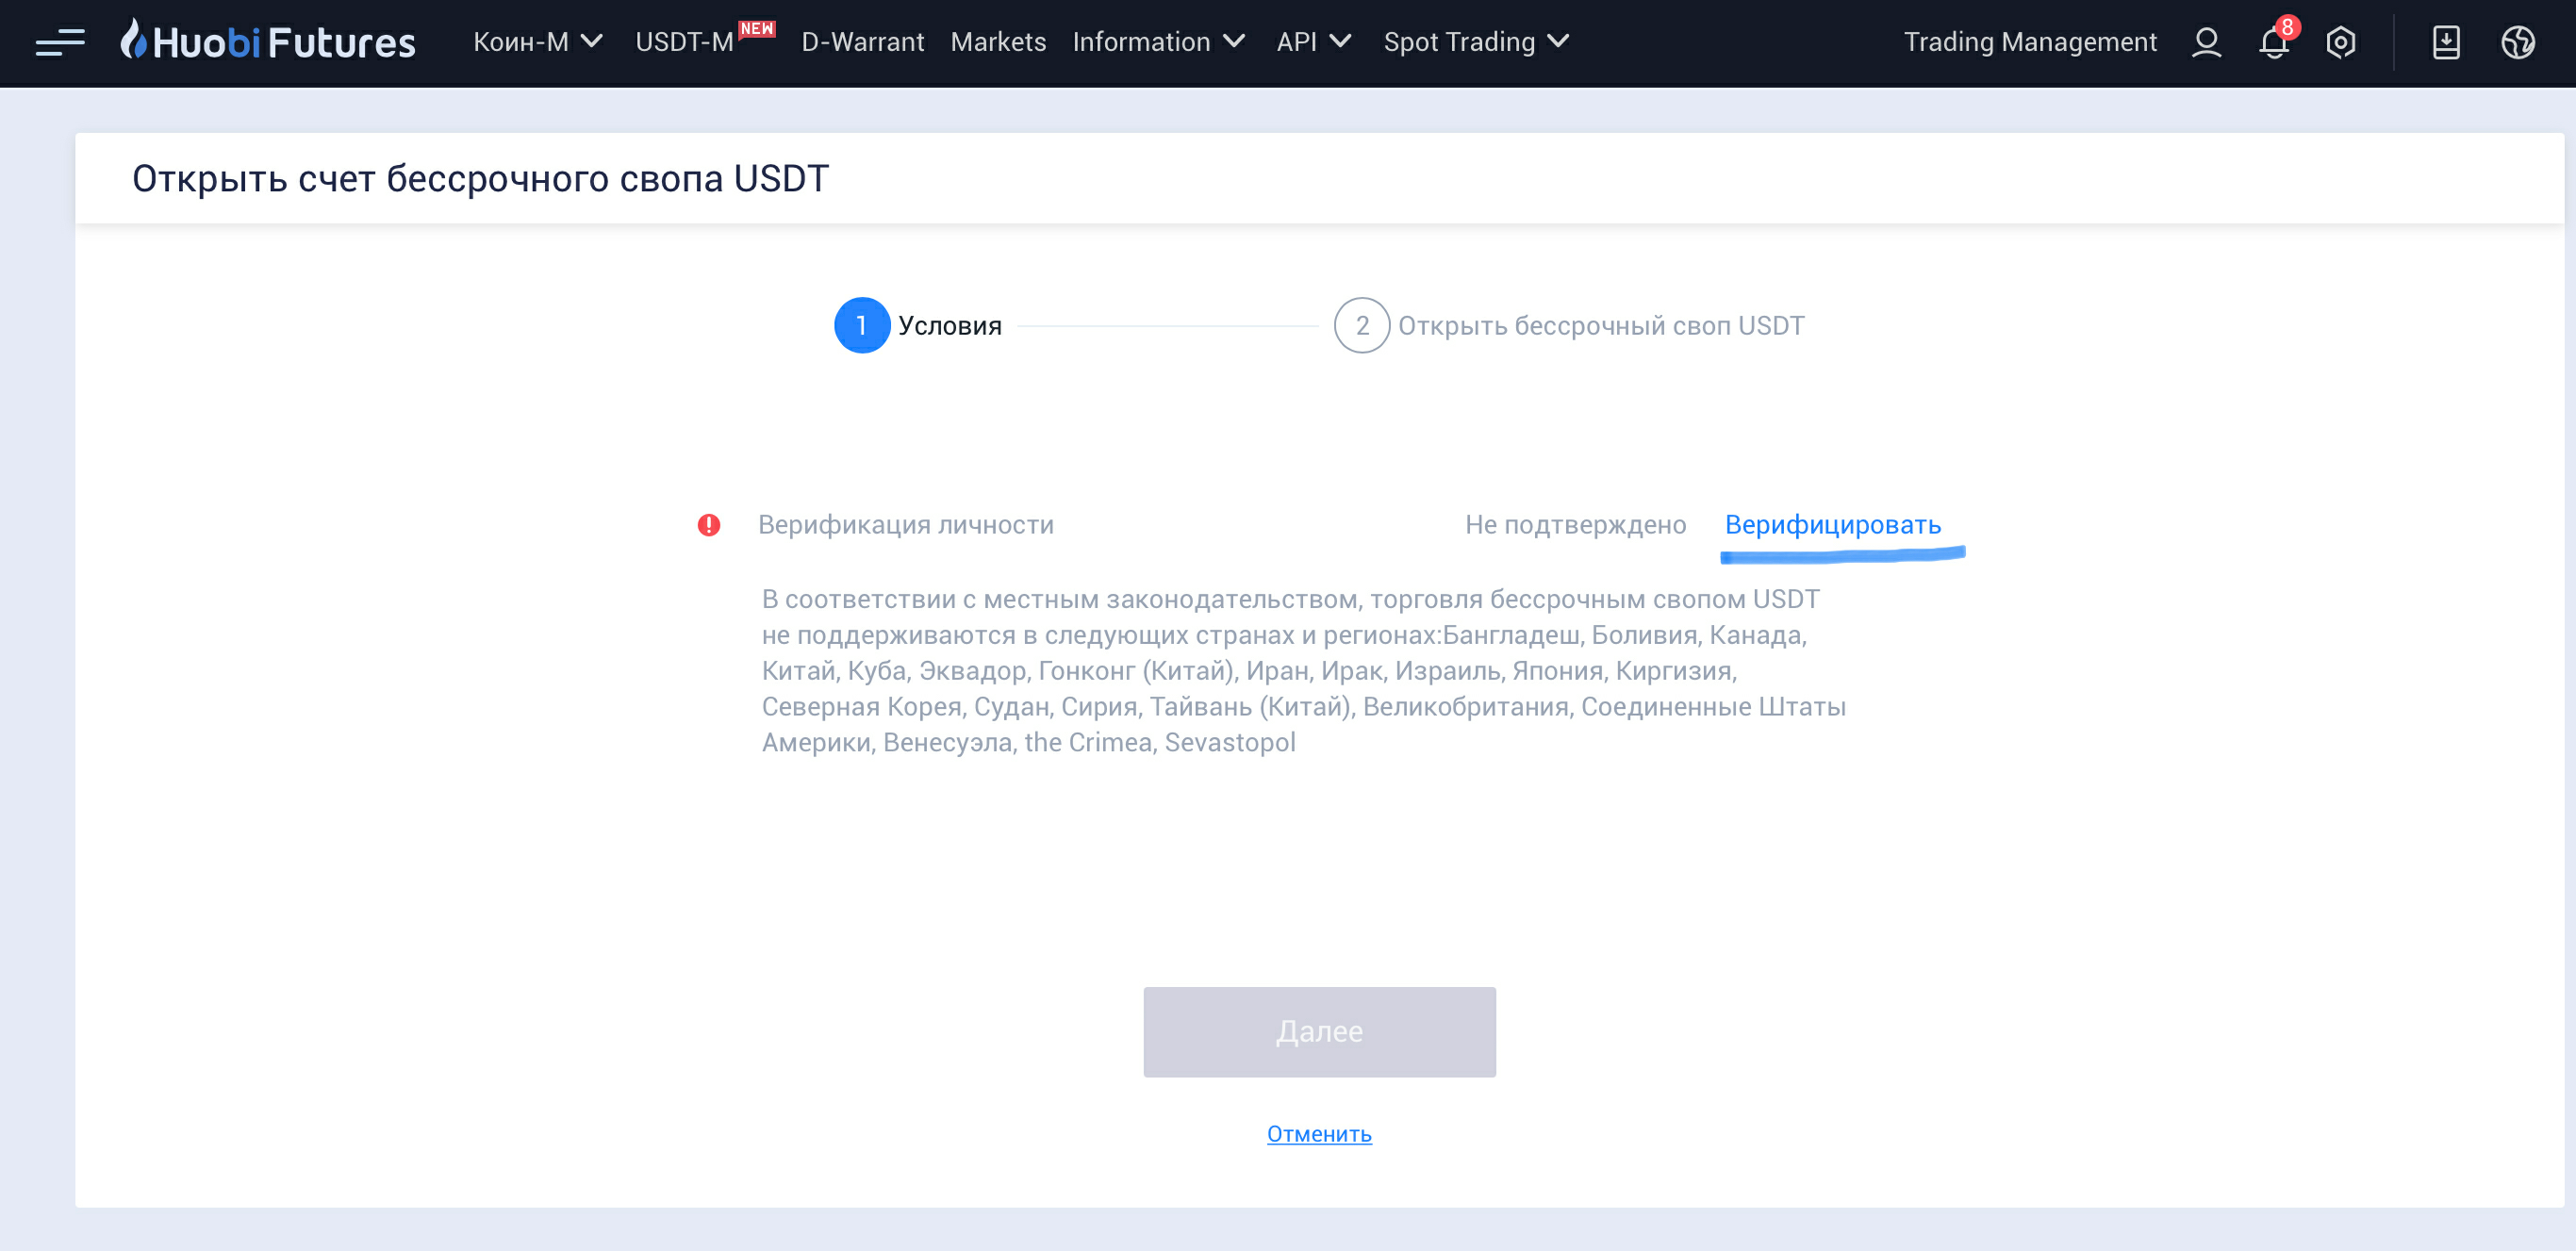 Huobi Futures Коин-М USDT-M NEW D-Warrant Markets Information API Spot Trading Trading Management 8
Открыть счет бессрочного свопа USDT
1 Условия 2 Открыть бессрочный своп USDT
Верификация личности Не подтверждено Верифицировать
В соответствии с местным законодательством, торговля бессрочным свопом USDT
не поддерживаются в следующих странах и регионах:Бангладеш, Боливия, Канада,
Китай, Куба, Эквадор, Гонконг (Китай), Иран, Ирак, Израиль, Япония, Киргизия,
Северная Корея, Судан, Сирия, Тайвань (Китай), Великобритания, Соединенные Штаты
Америки, Венесуэла, the Crimea, Sevastopol
Далее
Отменить